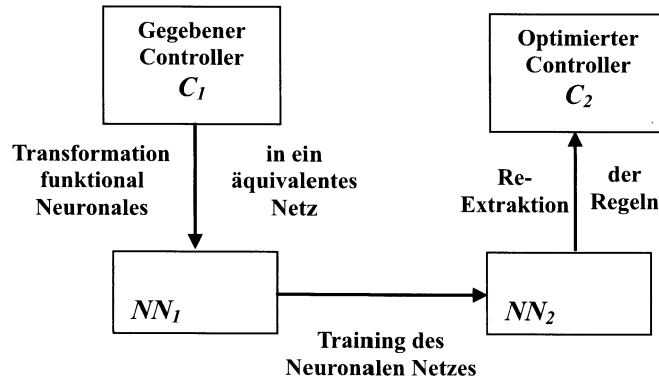 Gegebener
Controller
C1
Optimierter
Controller
C2
Transformation in ein
funktional äquivalentes
Neuronales Netz
Re- der
Extraktion Regeln
NN1
NN2
Training des
Neuronalen Netzes